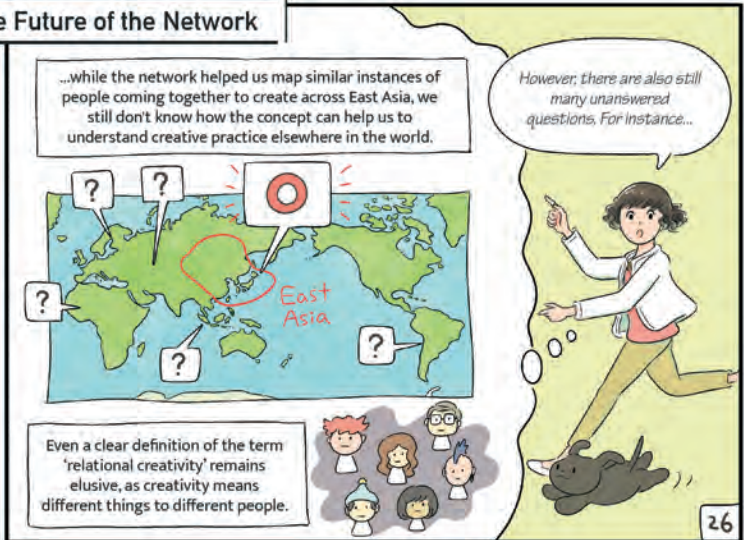 e Future of the Network
However, there are also still
many unanswered
questions. For instance...
...while the network helped us map similar instances of
people coming together to create across East Asia, we
still don't know how the concept can help us to
understand creative practice elsewhere in the world.
?
?
?
?
?
East
Asia
Even a clear definition of the term
'relational creativity' remains
elusive, as creativity means
different things to different people.
26